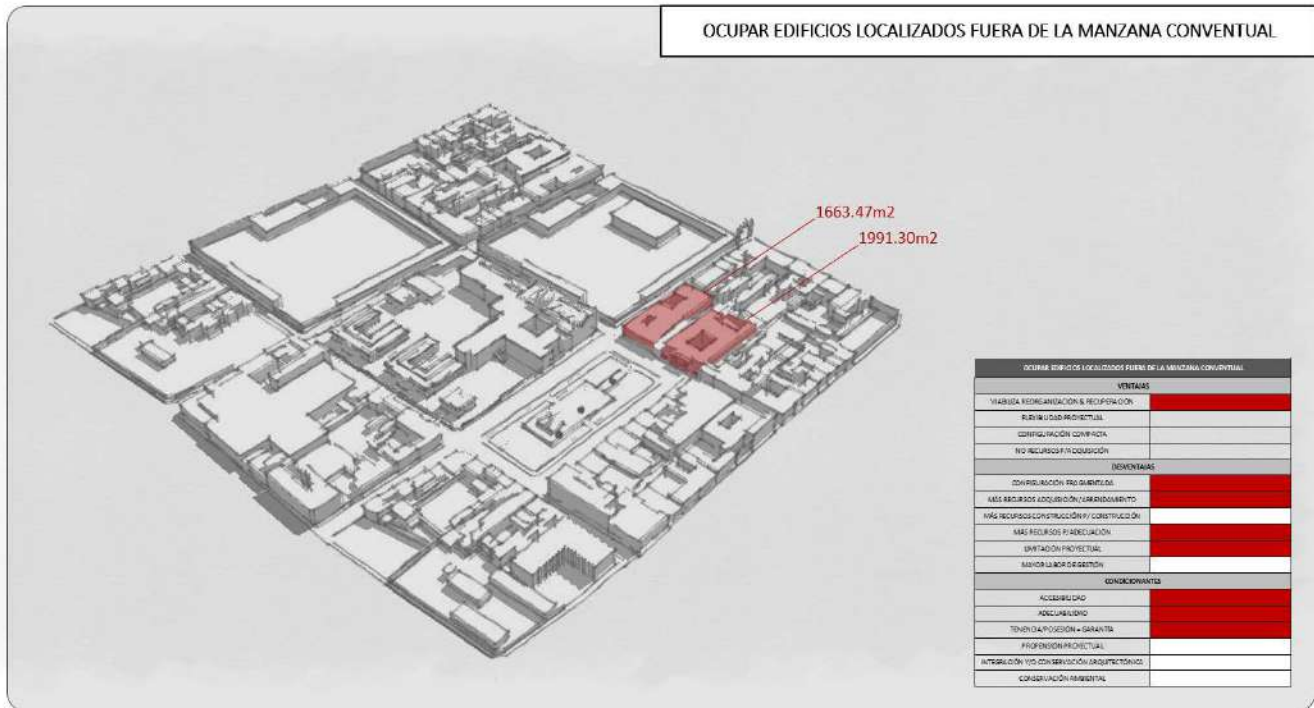 OCUPAR EDIFICIOS LOCALIZADOS FUERA DE LA MANZANA CONVENTUAL
1663.47m2
1991.30m2
OCUPAR EDIFICIOS LOCALIZADOS FUERA DE LA MANZANA CONVENTUAL
VENTAJAS
VIABILIZA REORGANIZACIÓN & RECUPERACIÓN
FLEXIBILIDAD PROYECTUAL
CONFIGURACIÓN COMPACTA
NO RECURSOS P/ADQUISICIÓN
DESVENTAJAS
CONFIGURACIÓN FRAGMENTADA
MÁS RECURSOS ADQUISICIÓN/ARRENDAMIENTO
MÁS RECURSOS CONSTRUCCIÓN P/ CONSTRUCCIÓN
MÁS RECURSOS P/ADECUACIÓN
LIMITACIÓN PROYECTUAL
MAYOR LABOR DE GESTIÓN
CONDICIONANTES
ACCESIBILIDAD
ADECUABILIDAD
TENENCIA/POSESIÓN + GARANTÍA
PROPENSIÓN PROYECTUAL
INTEGRACIÓN Y/O CONSERVACIÓN ARQUITECTÓNICA
CONSERVACIÓN AMBIENTAL